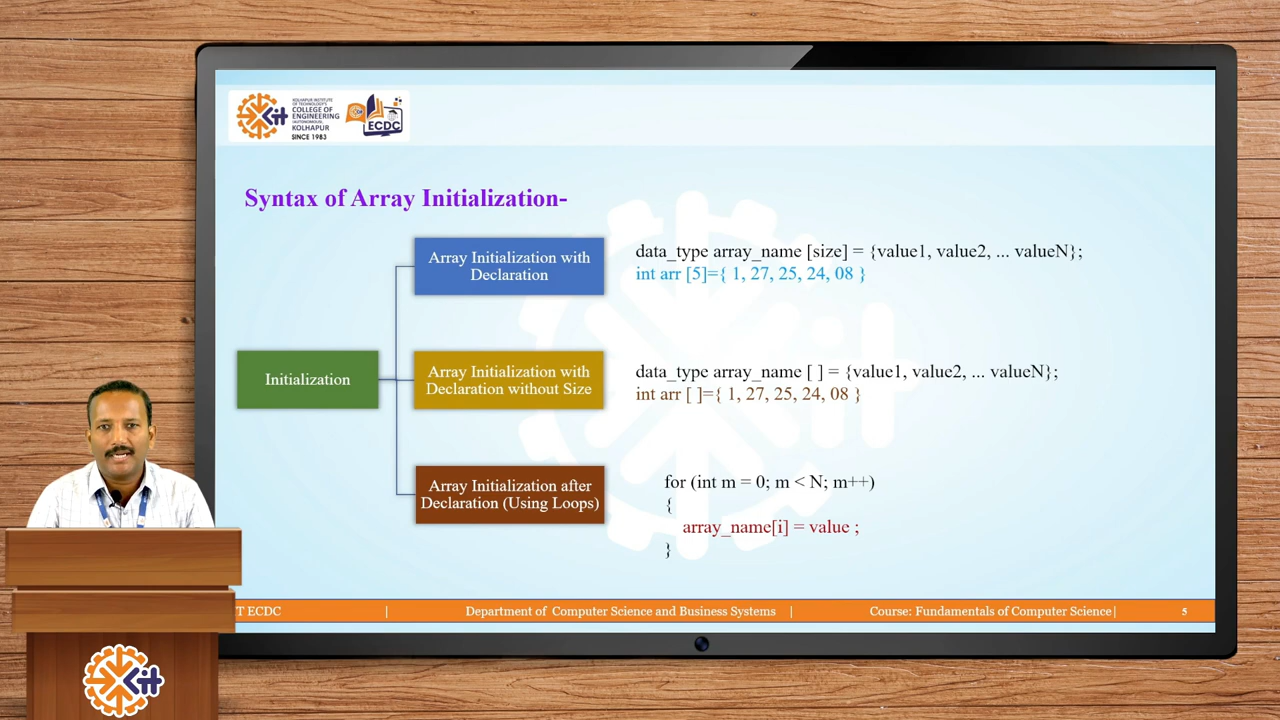 KOLHAPUR INSTITUTE
OF TECHNOLOGY'S
COLLEGE OF
ENGINEERING
(AUTONOMOUS),
KOLHAPUR
SINCE 1983
Kit
ECDC
Syntax of Array Initialization-
Initialization
Array Initialization with
Declaration
data_type array_name [size] = {value1, value2, ... valueN};
int arr [5]={ 1, 27, 25, 24, 08 }
Array Initialization with
Declaration without Size
data_type array_name [ ] = {value1, value2, ... valueN};
int arr [ ]={ 1, 27, 25, 24, 08 }
Array Initialization after
Declaration (Using Loops)
for (int m = 0; m < N; m++)
{
array_name[i] = value ;
}
T ECDC | Department of Computer Science and Business Systems | Course: Fundamentals of Computer Science| 5
Kit